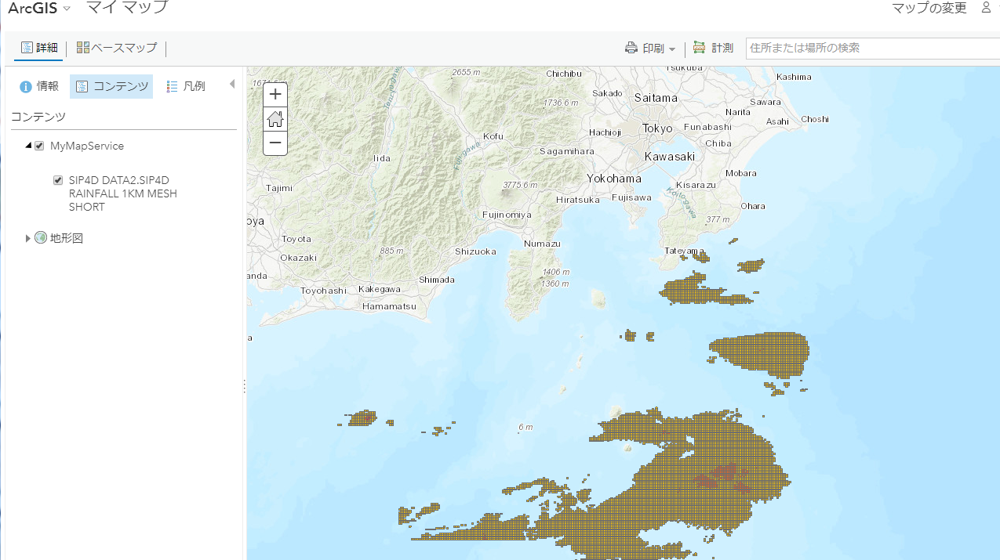 ArcGIS マイ マップ マップの変更
詳細 ベースマップ 印刷 計測 住所または場所の検索
情報 コンテンツ 凡例
コンテンツ
MyMapService
SIP4D DATA2.SIP4D
RAINFALL 1KM MESH
SHORT
地形図
2655 m
Chichibu
Tsukuba
Kashima
1736.6 m
Sakado
Saitama
Sawara
Narita
Asahi
Choshi
Hachioji
Tokyo
Funabashi
Kofu
Sagamihara
Chiba
Iida
Fujigawa
Kawasaki
Mobara
Tajimi
3775.6 m
Yokohama
Kisarazu
Hiratsuka
Fujisawa
Koitogawa
Ohara
Fujinomiya
377 m
oya
Toyota
Numazu
Okazaki
885 m
Shizuoka
Tateyama
anda
Shimada
1406 m
1360 m
Toyohashi
Kakegawa
Hamamatsu
a
6 m